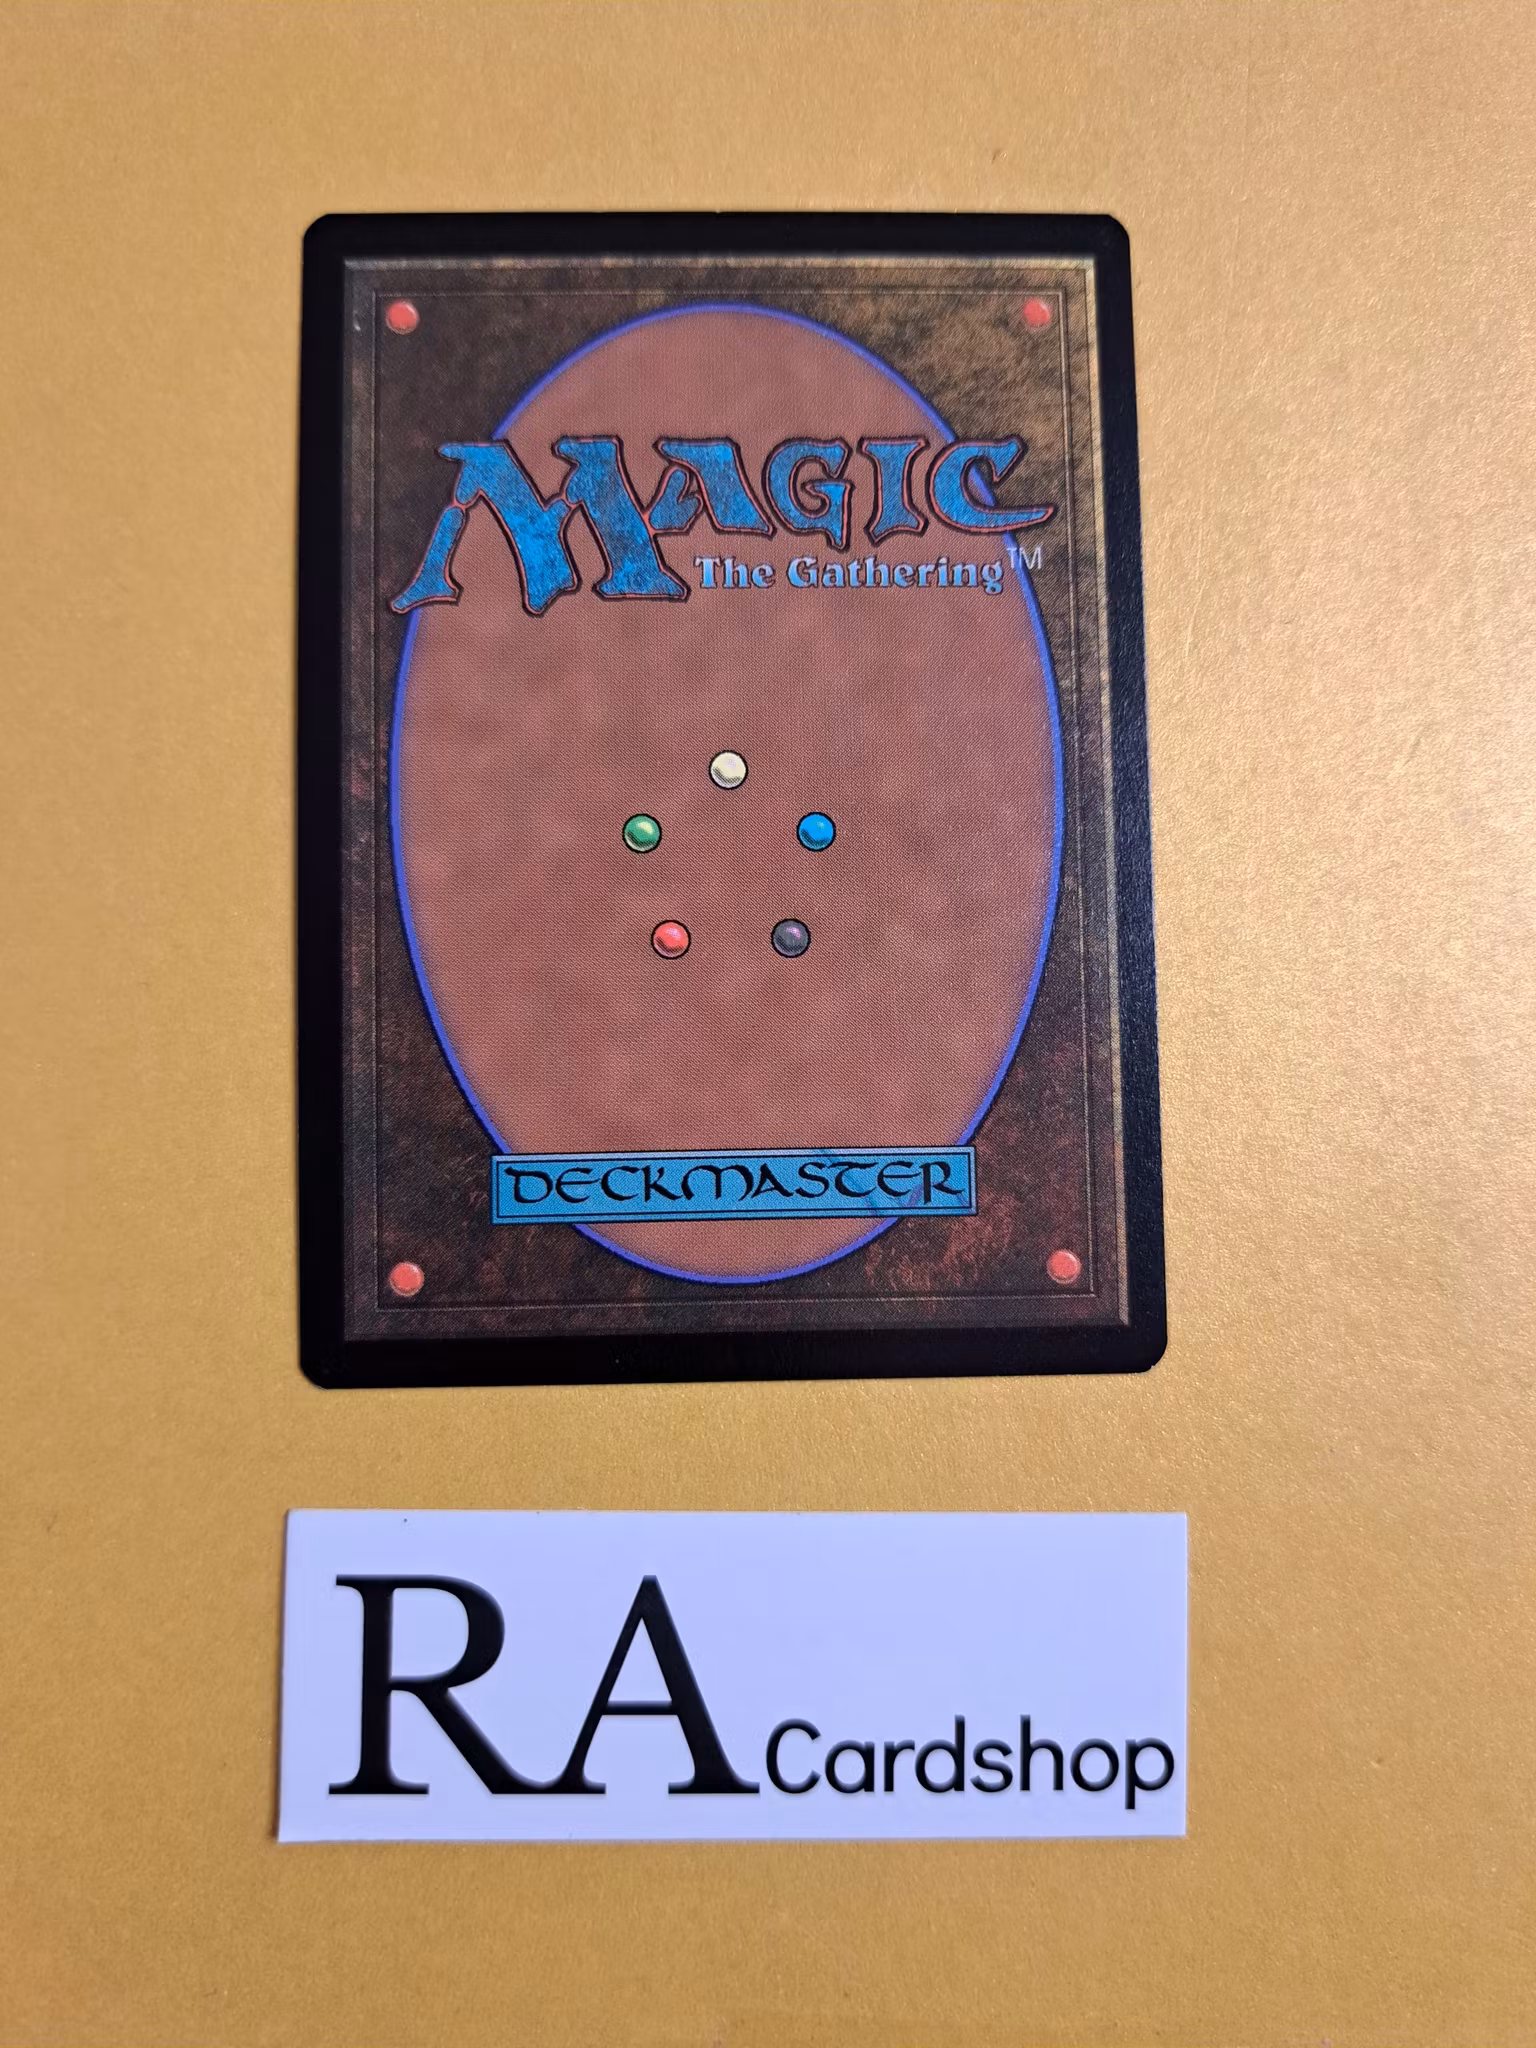 MAGIC
The Gathering™
DECKMASTER
RA Cardshop